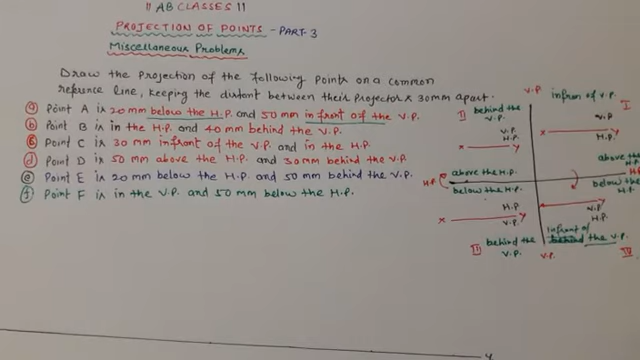 11 AB CLASSES 11
PROJECTION OF POINTS - PART-3
Miscellaneous Problems
Draw the Projection of the following Points on a common
reference line, keeping the distant between their Projectors 30mm apart.
(a) Point A is 20 mm below the H.P. and 50 mm infront of the V.P.
(b) Point B is in the H.P. and 40 mm behind the V.P.
Point C is 30 mm infront of the V.P and in the H.P.
(d) Point D is 50 mm above the H.P. and 30 mm behind the V.P.
(e) Point E is 20 mm below the H.P. and 50 mm behind the V.P.
(f) Point F is in the V.P. and 50 mm below the H.P.
V.P
infron of V.P.
I
II
behind the
V.P.
V.P.
H.P.
X Y
V.P
H.P.
X Y
above the H.P.
H.P.
below the H.P.
above the
H.P.
below the
H.P.
H.P
V.P.
X Y
Y
V.P
H.P.
III
behind the
V.P.
infront of
behind the V.P.
V.P.
IV
Y